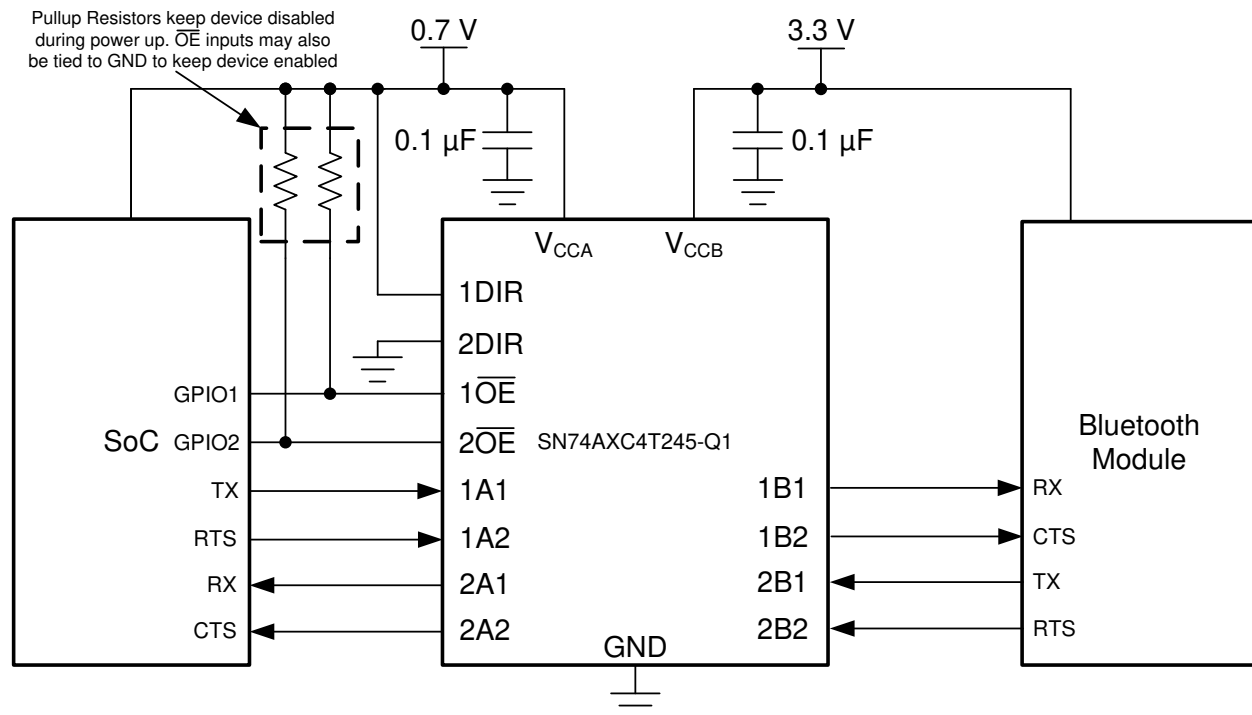 Pullup Resistors keep device disabled
during power up. O̅E̅ inputs may also
be tied to GND to keep device enabled
0.7 V
3.3 V
0.1 µF
0.1 µF
VCCA
VCCB
1DIR
2DIR
GPIO1
1O̅E̅
SoC
GPIO2
2O̅E̅
SN74AXC4T245-Q1
Bluetooth
Module
TX
1A1
1B1
RX
RTS
1A2
1B2
CTS
RX
2A1
2B1
TX
CTS
2A2
2B2
RTS
GND